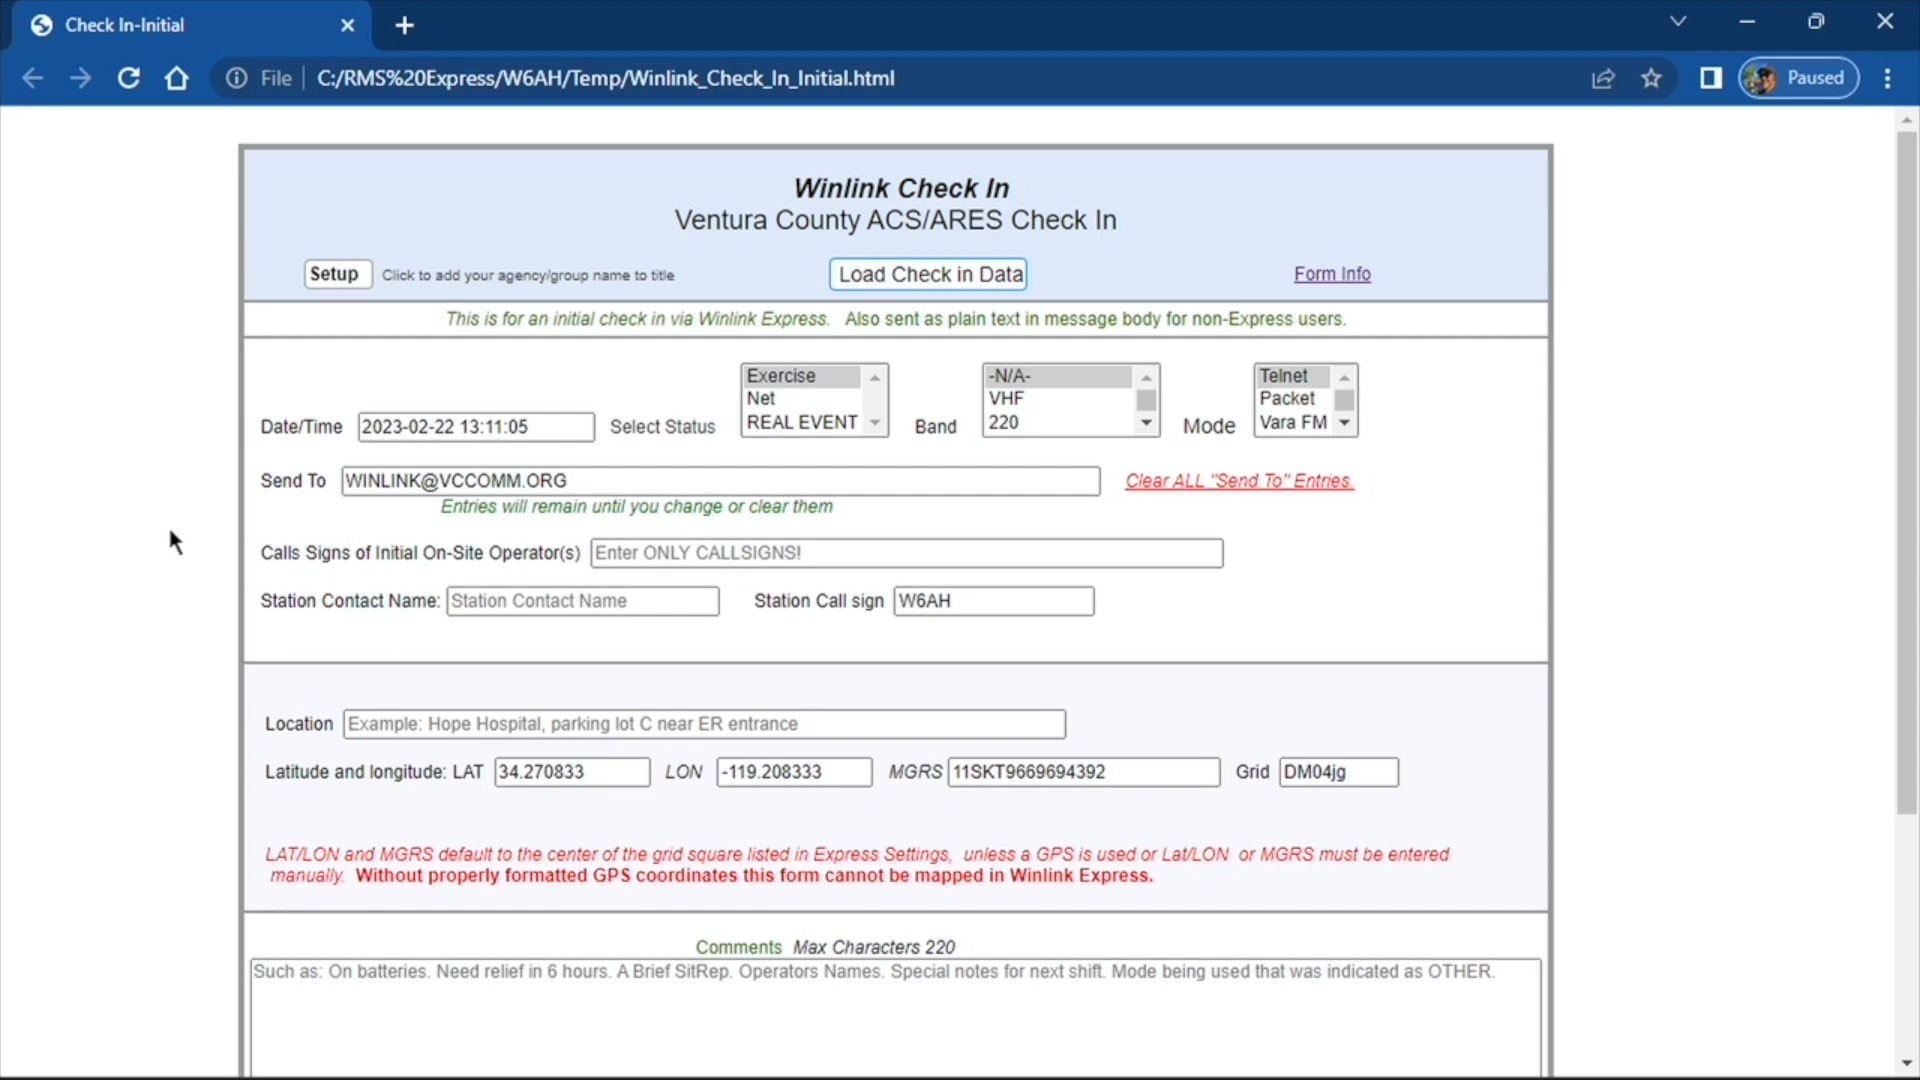 Check In-Initial
File C:/RMS%20Express/W6AH/Temp/Winlink_Check_In_Initial.html
Paused
Winlink Check In
Ventura County ACS/ARES Check In
Setup Click to add your agency/group name to title Load Check in Data Form Info
This is for an initial check in via Winlink Express. Also sent as plain text in message body for non-Express users.
Exercise -N/A- Telnet
Net VHF Packet
Date/Time 2023-02-22 13:11:05 Select Status REAL EVENT Band 220 Mode Vara FM
Send To WINLINK@VCCOMM.ORG Clear ALL "Send To" Entries.
Entries will remain until you change or clear them
Calls Signs of Initial On-Site Operator(s) Enter ONLY CALLSIGNS!
Station Contact Name: Station Contact Name Station Call sign W6AH
Location Example: Hope Hospital, parking lot C near ER entrance
Latitude and longitude: LAT 34.270833 LON -119.208333 MGRS 11SKT9669694392 Grid DM04jg
LAT/LON and MGRS default to the center of the grid square listed in Express Settings, unless a GPS is used or Lat/LON or MGRS must be entered
manually. Without properly formatted GPS coordinates this form cannot be mapped in Winlink Express.
Comments Max Characters 220
Such as: On batteries. Need relief in 6 hours. A Brief SitRep. Operators Names. Special notes for next shift. Mode being used that was indicated as OTHER.